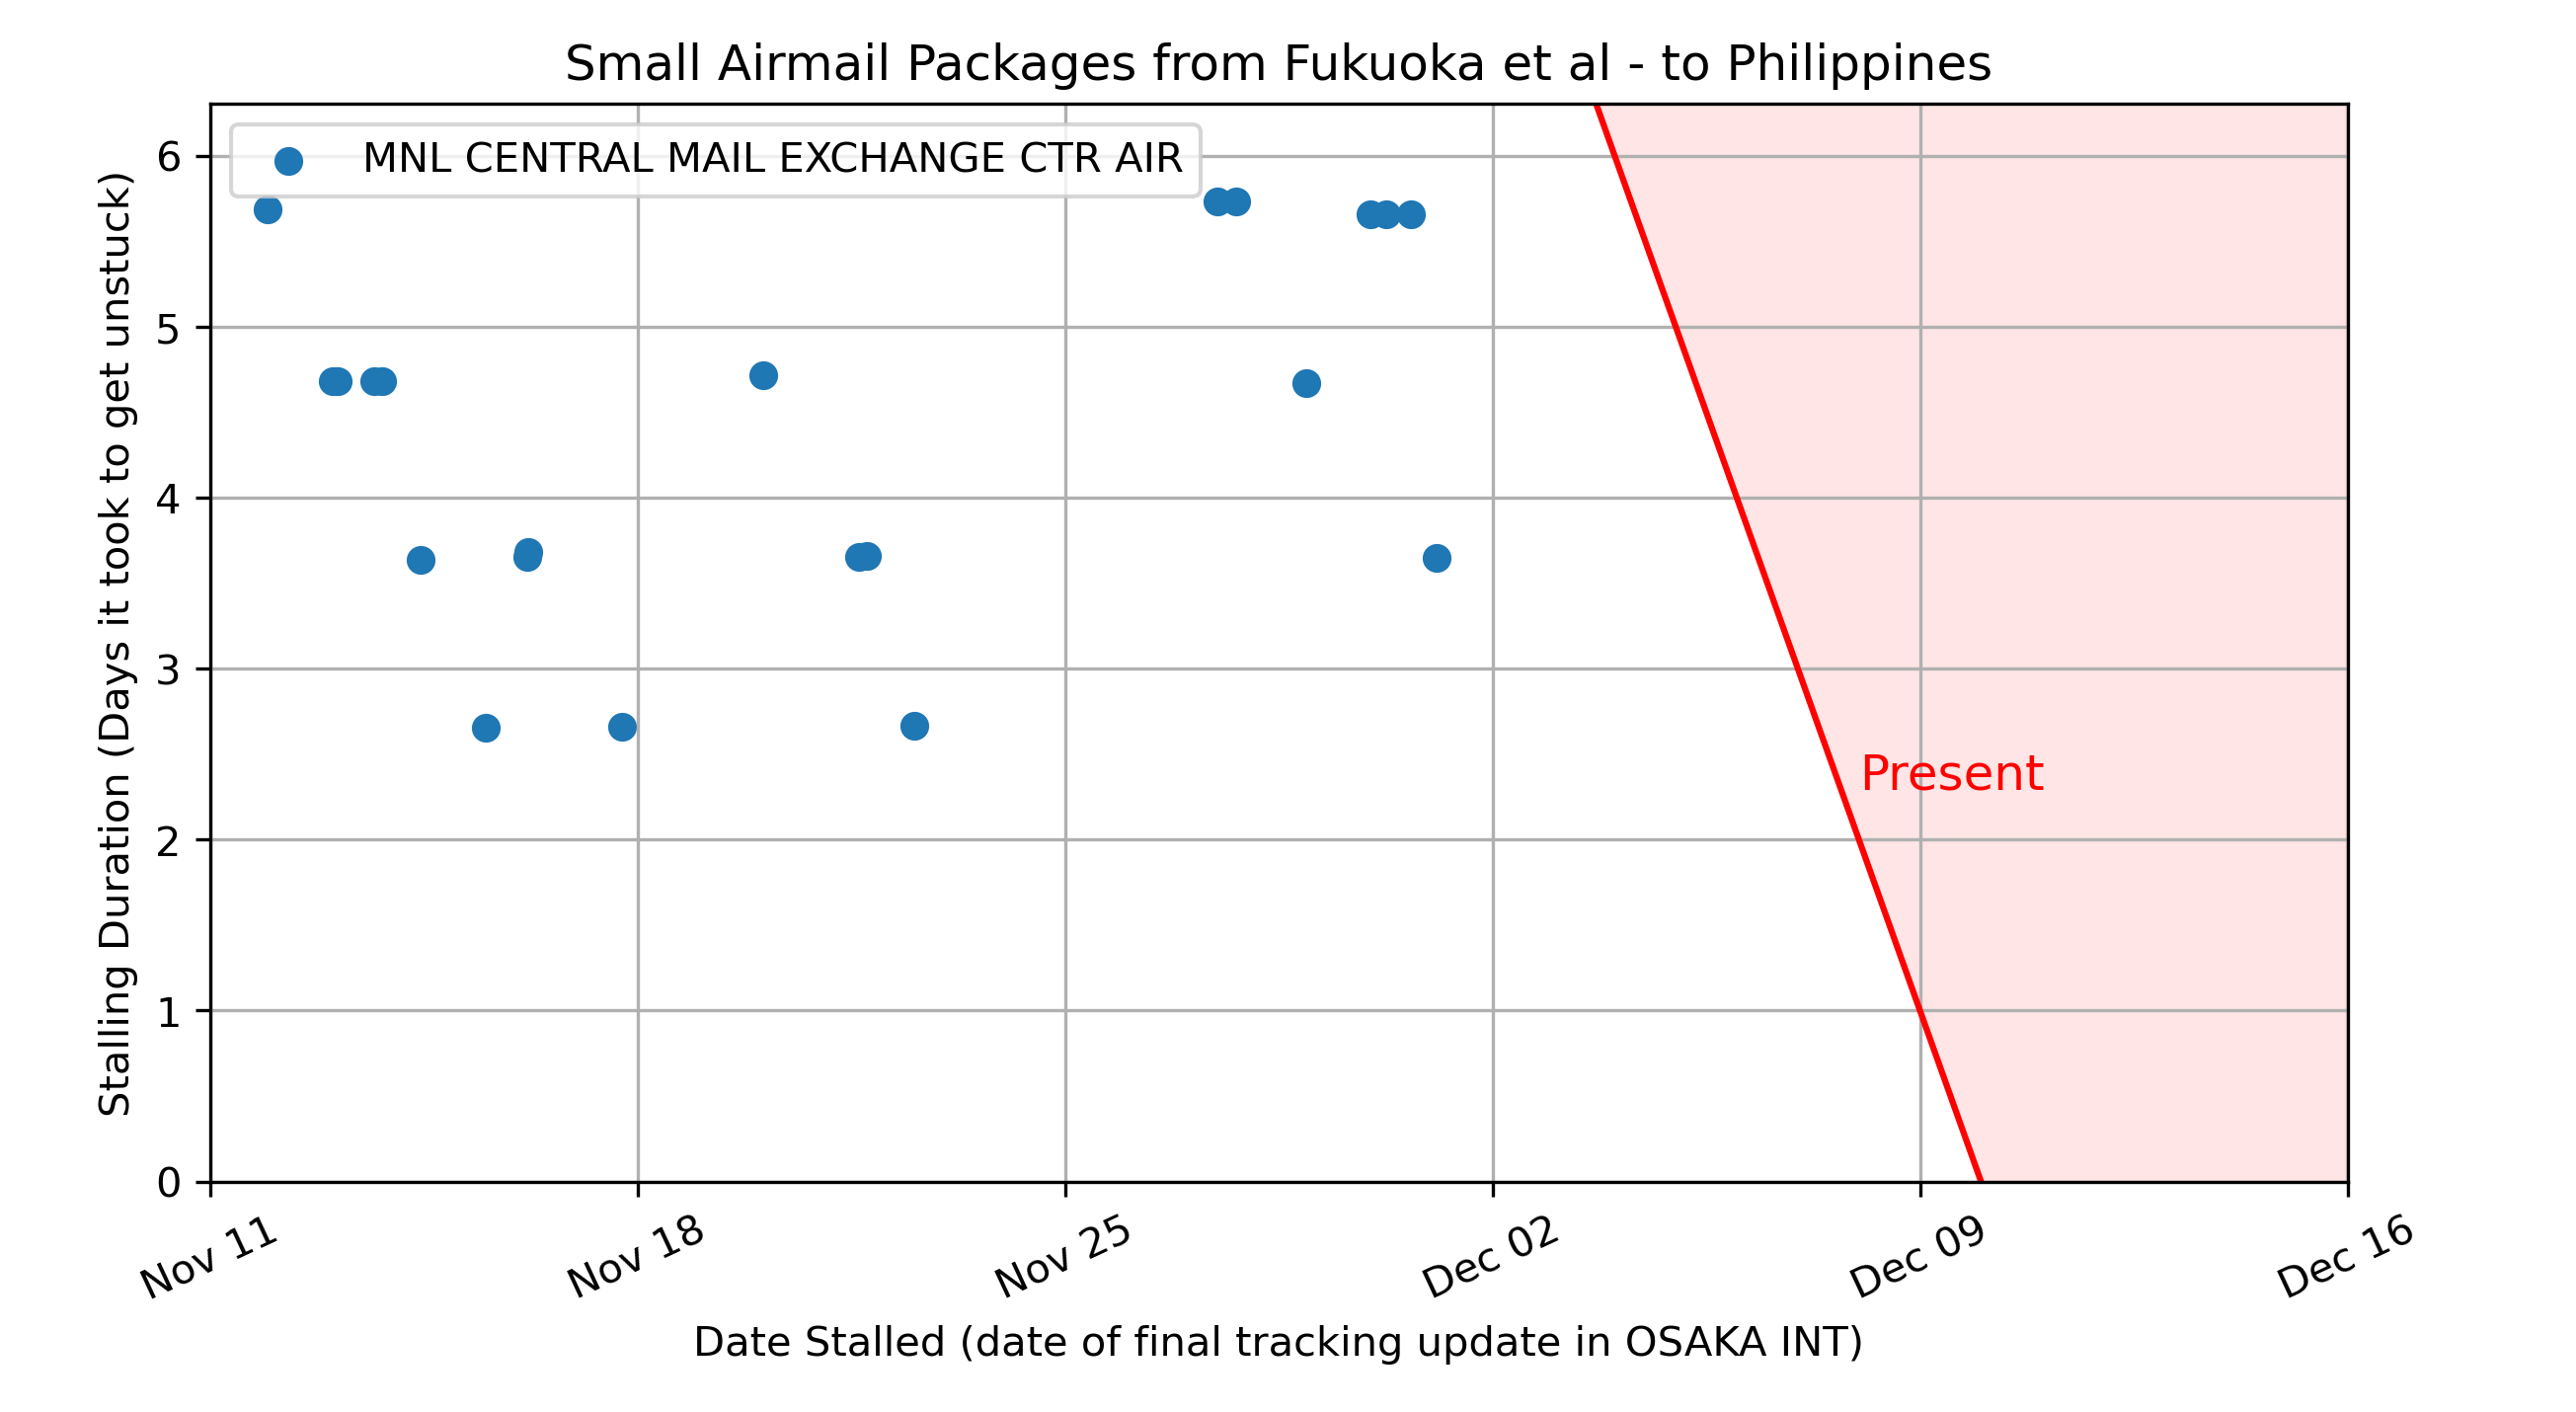 Small Airmail Packages from Fukuoka et al - to Philippines
MNL CENTRAL MAIL EXCHANGE CTR AIR
Stalling Duration (Days it took to get unstuck)
6
5
4
3
2
1
0
Present
Nov 11
Nov 18
Nov 25
Dec 02
Dec 09
Dec 16
Date Stalled (date of final tracking update in OSAKA INT)